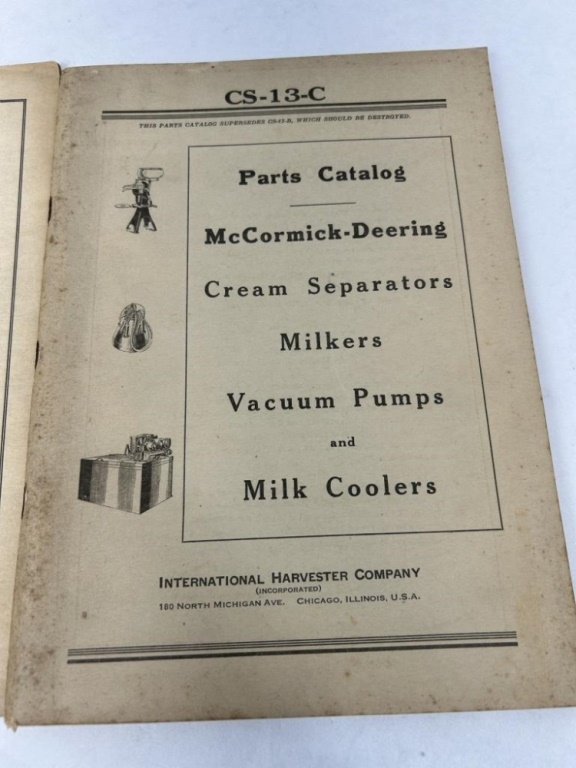 CS-13-C
THIS PARTS CATALOG SUPERSEDES CS-13-B, WHICH SHOULD BE DESTROYED.
Parts Catalog
McCormick-Deering
Cream Separators
Milkers
Vacuum Pumps
and
Milk Coolers
INTERNATIONAL HARVESTER COMPANY
(INCORPORATED)
180 NORTH MICHIGAN AVE. CHICAGO, ILLINOIS, U.S.A.